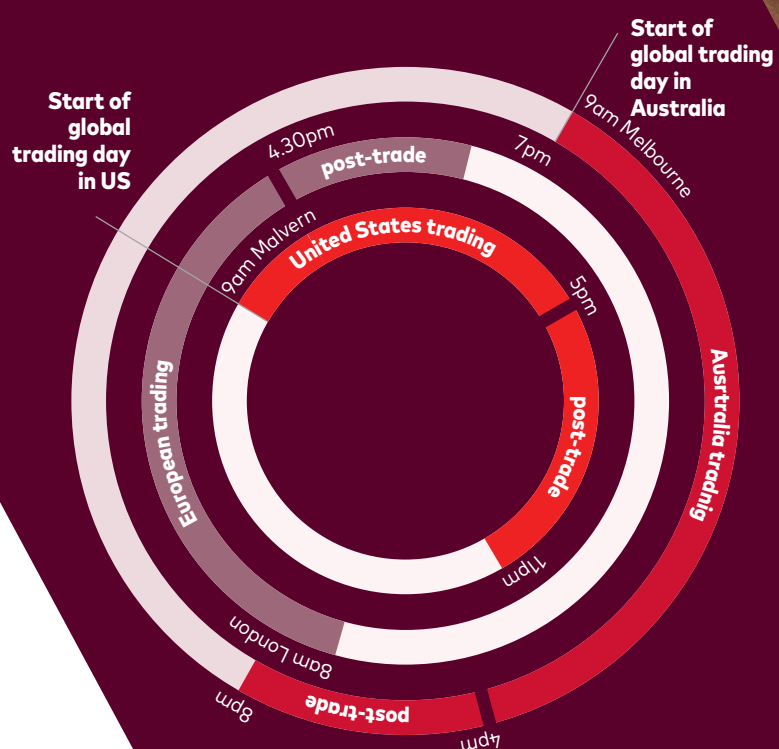 Start of
global trading
day in
Australia
Start of
global
trading day
in US
9am Melbourne
4.30pm
post-trade
7pm
9am Malvern
United States trading
5pm
European trading
post-trade
Ausrtralia tradnig
11pm
8am London
8pm
post-trade
4pm